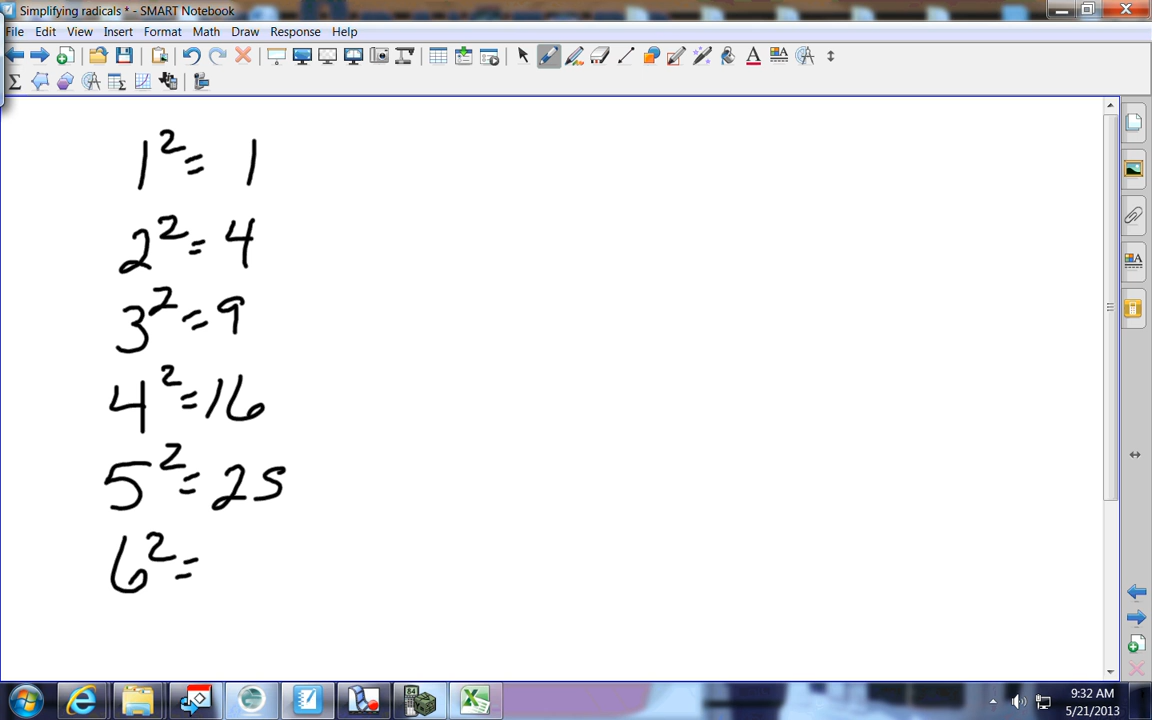 Simplifying radicals * - SMART Notebook
File Edit View Insert Format Math Draw Response Help
1²= 1
2²= 4
3²= 9
4²=16
5²= 25
6²=
9:32 AM
5/21/2013